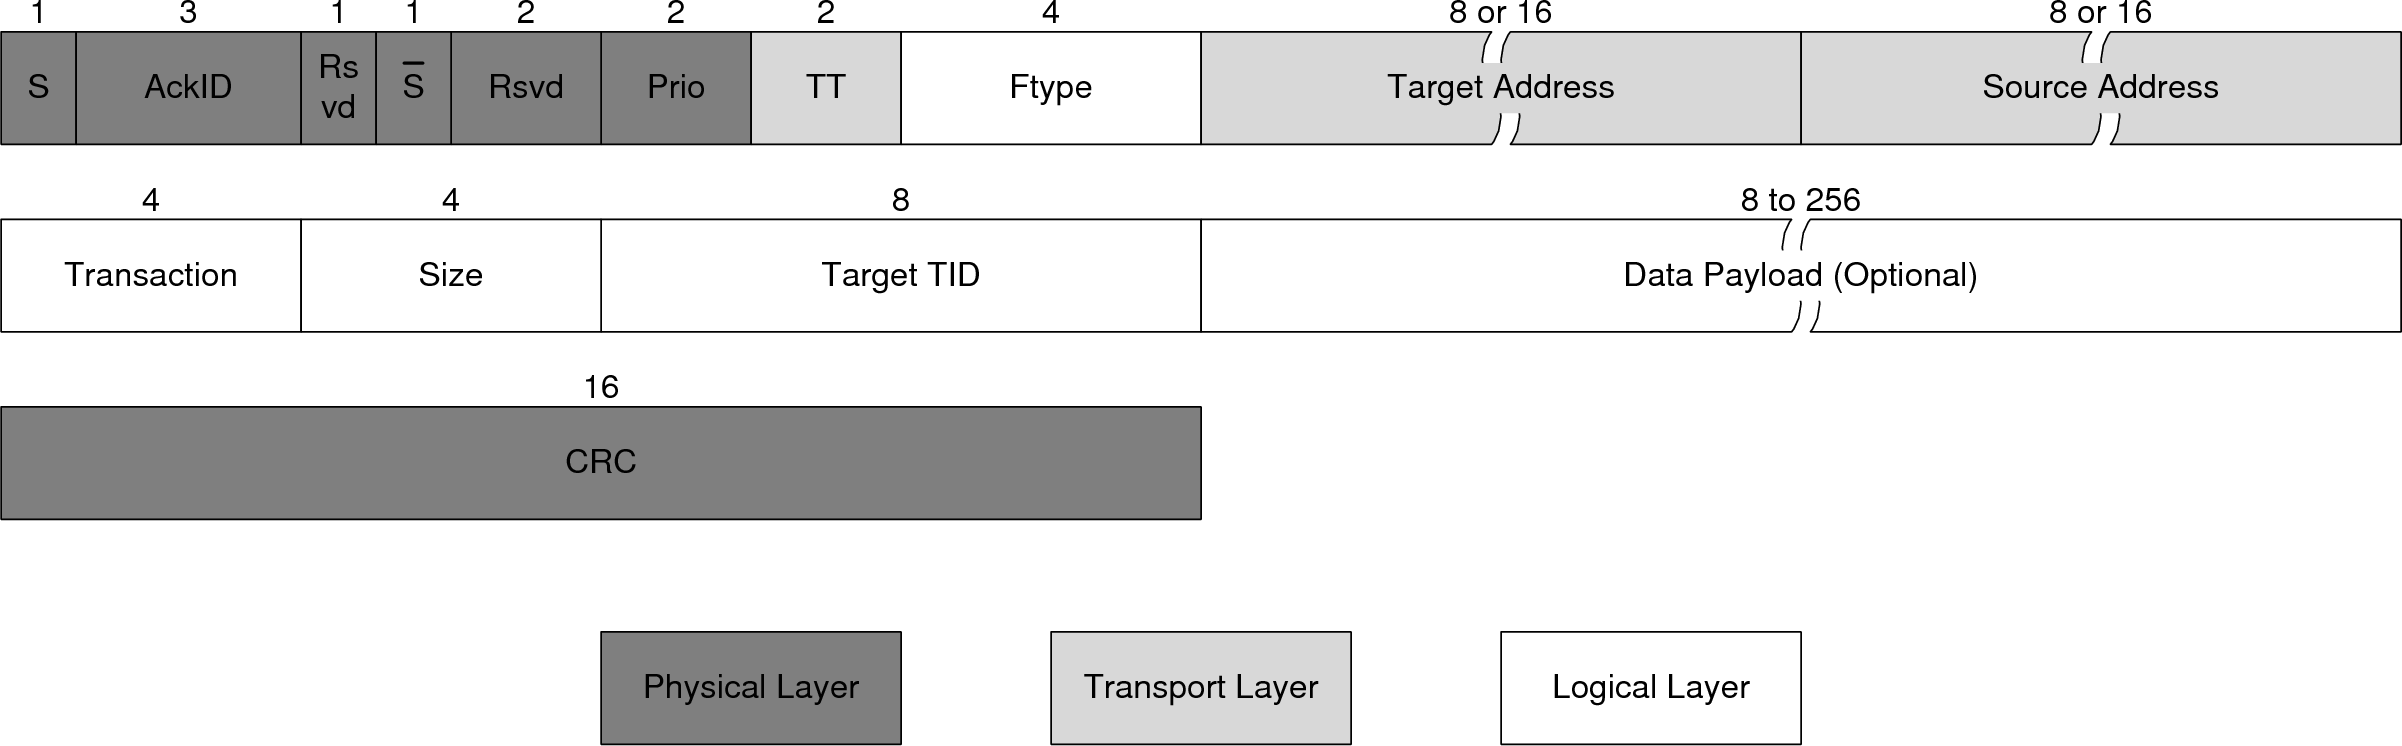 1 3 1 1 2 2 2 4 8 or 16 8 or 16
S AckID Rs vd S̅ Rsvd Prio TT Ftype Target Address Source Address
4 4 8 8 to 256
Transaction Size Target TID Data Payload (Optional)
16
CRC
Physical Layer Transport Layer Logical Layer